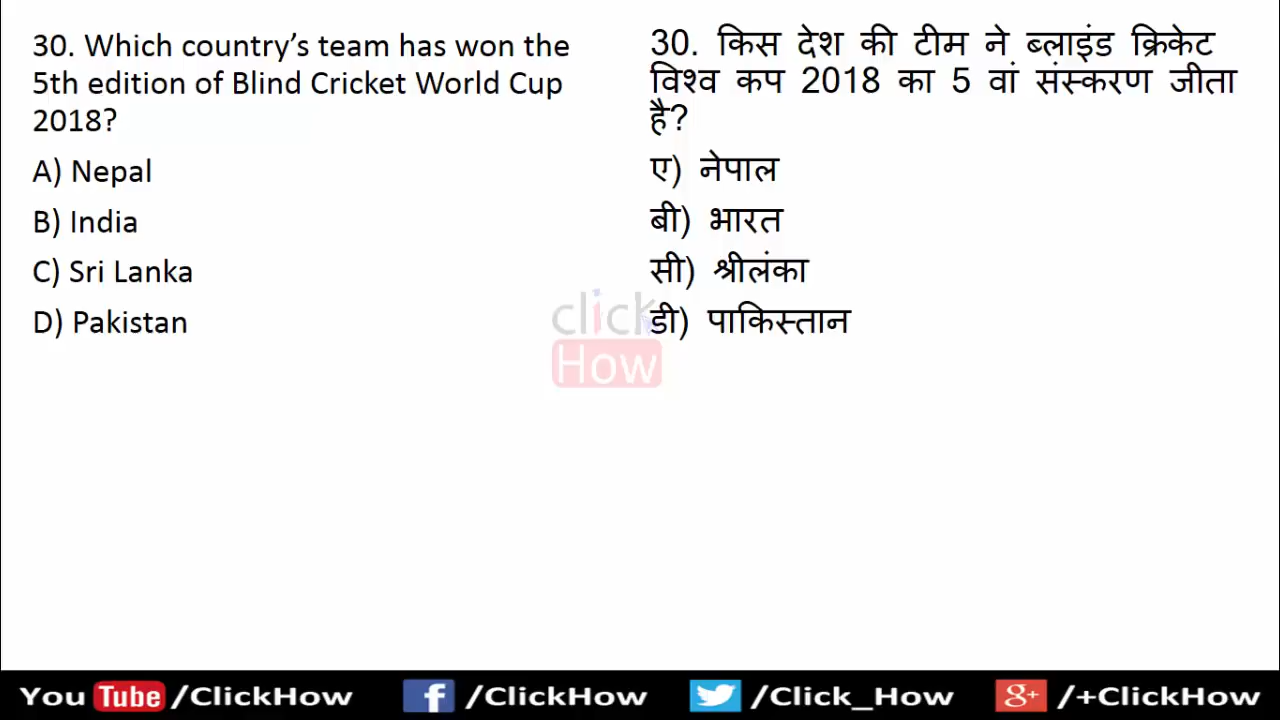 30. Which country’s team has won the
5th edition of Blind Cricket World Cup
2018?
A) Nepal
B) India
C) Sri Lanka
D) Pakistan
30. किस देश की टीम ने ब्लाइंड क्रिकेट
विश्व कप 2018 का 5 वां संस्करण जीता
है?
ए) नेपाल
बी) भारत
सी) श्रीलंका
डी) पाकिस्तान
click
How
You Tube /ClickHow f /ClickHow /Click_How g+ /+ClickHow